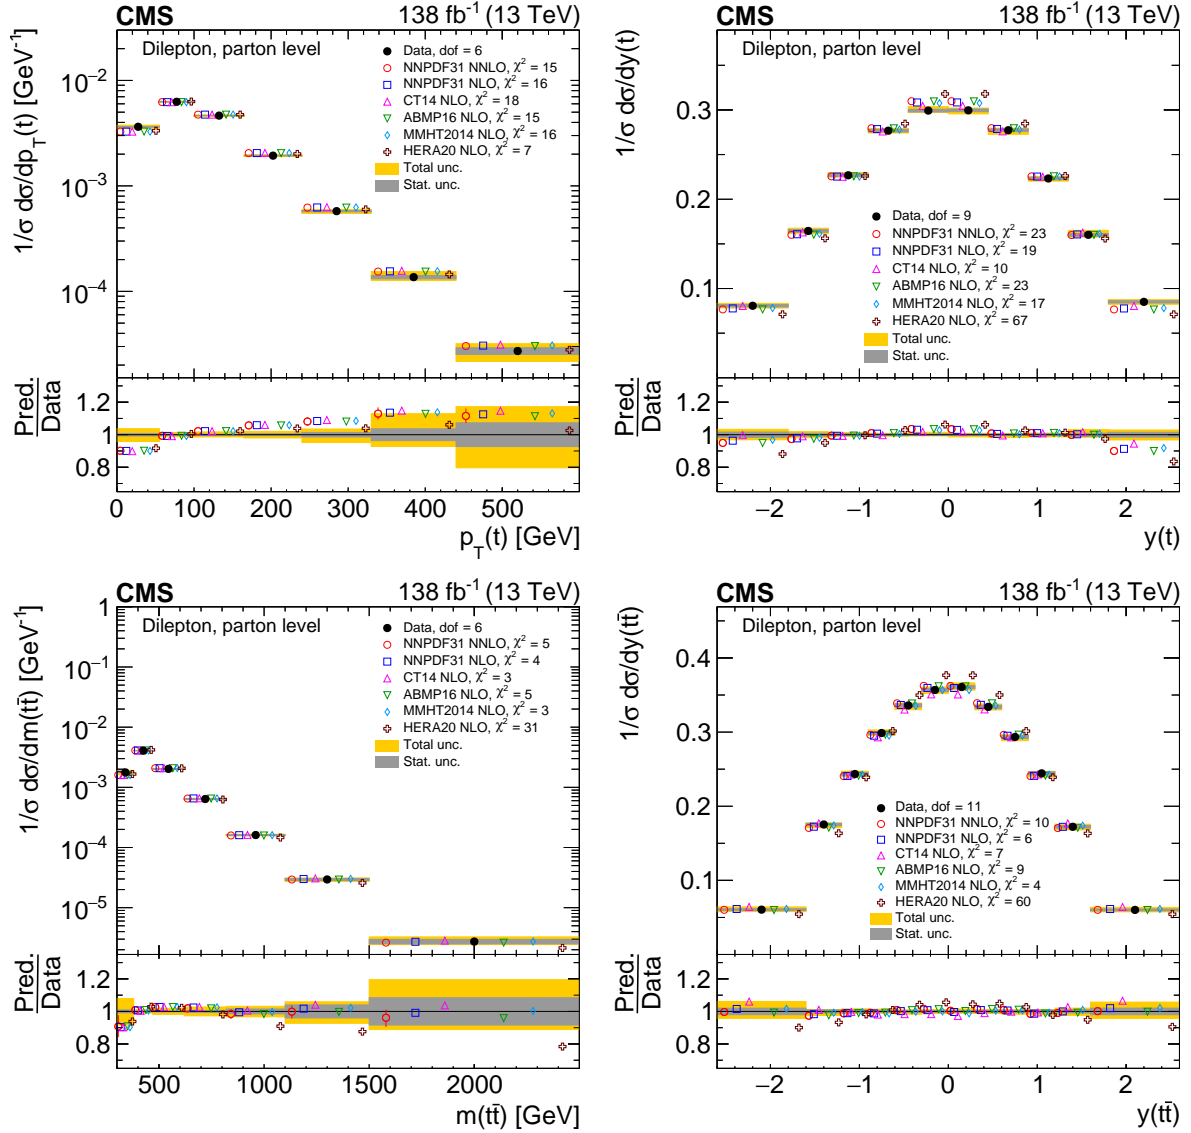 CMS 138 fb⁻¹ (13 TeV)
Dilepton, parton level
Data, dof = 6
NNPDF31 NNLO, χ² = 15
NNPDF31 NLO, χ² = 16
CT14 NLO, χ² = 18
ABMP16 NLO, χ² = 15
MMHT2014 NLO, χ² = 16
HERA20 NLO, χ² = 7
Total unc.
Stat. unc.
1/σ dσ/dp_T(t) [GeV⁻¹]
10⁻²
10⁻³
10⁻⁴
Pred.
Data
1.2
1
0.8
0 100 200 300 400 500
p_T(t) [GeV]
CMS 138 fb⁻¹ (13 TeV)
Dilepton, parton level
1/σ dσ/dy(t)
0.3
0.2
0.1
Data, dof = 9
NNPDF31 NNLO, χ² = 23
NNPDF31 NLO, χ² = 19
CT14 NLO, χ² = 10
ABMP16 NLO, χ² = 23
MMHT2014 NLO, χ² = 17
HERA20 NLO, χ² = 67
Total unc.
Stat. unc.
Pred.
Data
1.2
1
0.8
−2 −1 0 1 2
y(t)
CMS 138 fb⁻¹ (13 TeV)
Dilepton, parton level
Data, dof = 6
NNPDF31 NNLO, χ² = 5
NNPDF31 NLO, χ² = 4
CT14 NLO, χ² = 3
ABMP16 NLO, χ² = 5
MMHT2014 NLO, χ² = 3
HERA20 NLO, χ² = 31
Total unc.
Stat. unc.
1/σ dσ/dm(tt̄) [GeV⁻¹]
1
10⁻¹
10⁻²
10⁻³
10⁻⁴
10⁻⁵
Pred.
Data
1.2
1
0.8
500 1000 1500 2000
m(tt̄) [GeV]
CMS 138 fb⁻¹ (13 TeV)
Dilepton, parton level
1/σ dσ/dy(tt̄)
0.4
0.3
0.2
0.1
Data, dof = 11
NNPDF31 NNLO, χ² = 10
NNPDF31 NLO, χ² = 6
CT14 NLO, χ² = 7
ABMP16 NLO, χ² = 9
MMHT2014 NLO, χ² = 4
HERA20 NLO, χ² = 60
Total unc.
Stat. unc.
Pred.
Data
1.2
1
0.8
−2 −1 0 1 2
y(tt̄)